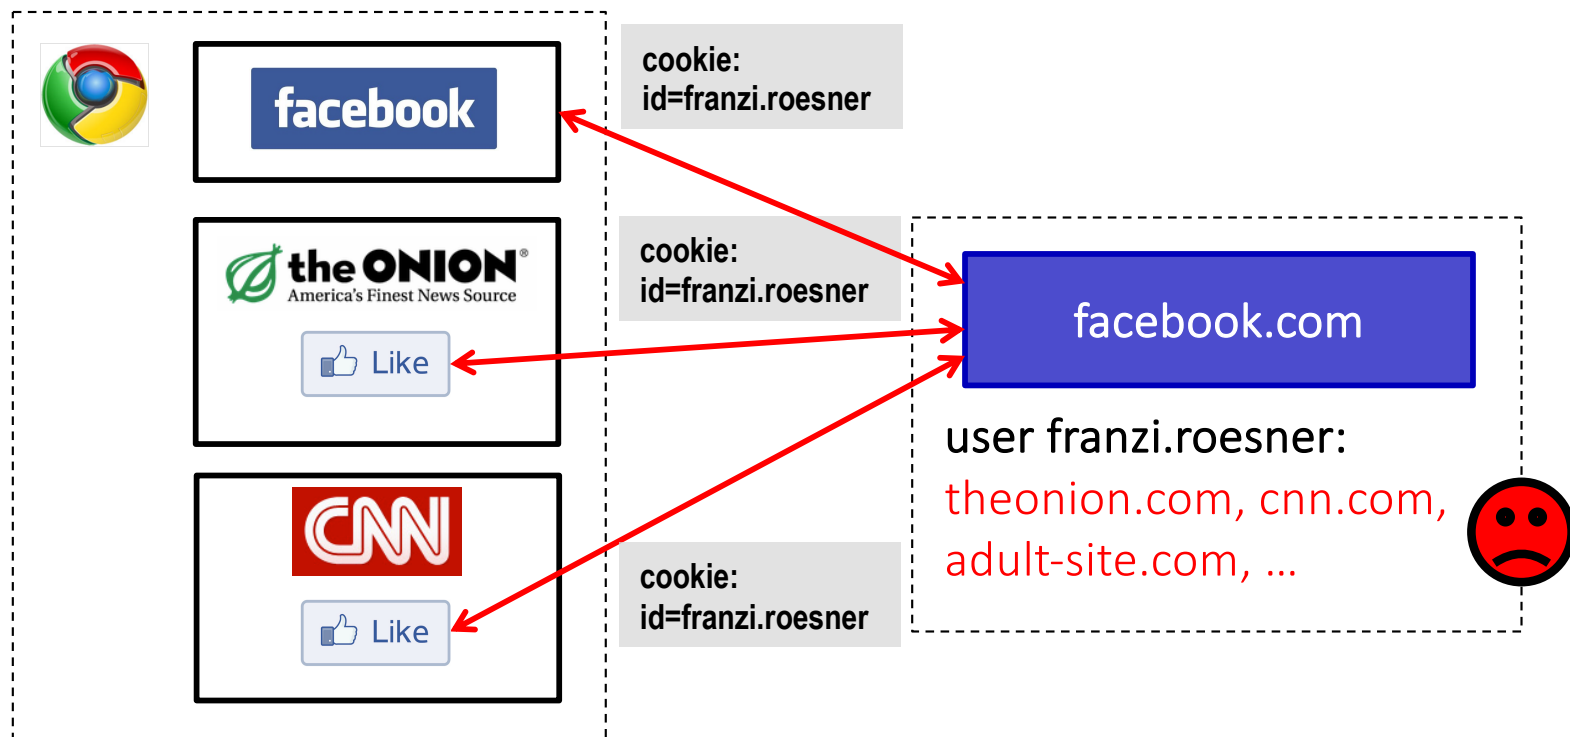 facebook
cookie:
id=franzi.roesner
the ONION®
America's Finest News Source
Like
cookie:
id=franzi.roesner
facebook.com
user franzi.roesner:
theonion.com, cnn.com,
adult-site.com, ...
CNN
Like
cookie:
id=franzi.roesner